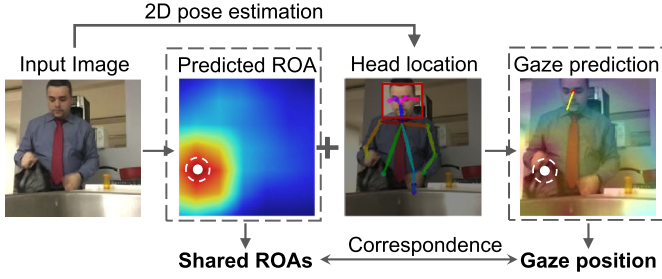 2D pose estimation
Input Image
Predicted ROA
Head location
Gaze prediction
+
Correspondence
Shared ROAs
Gaze position